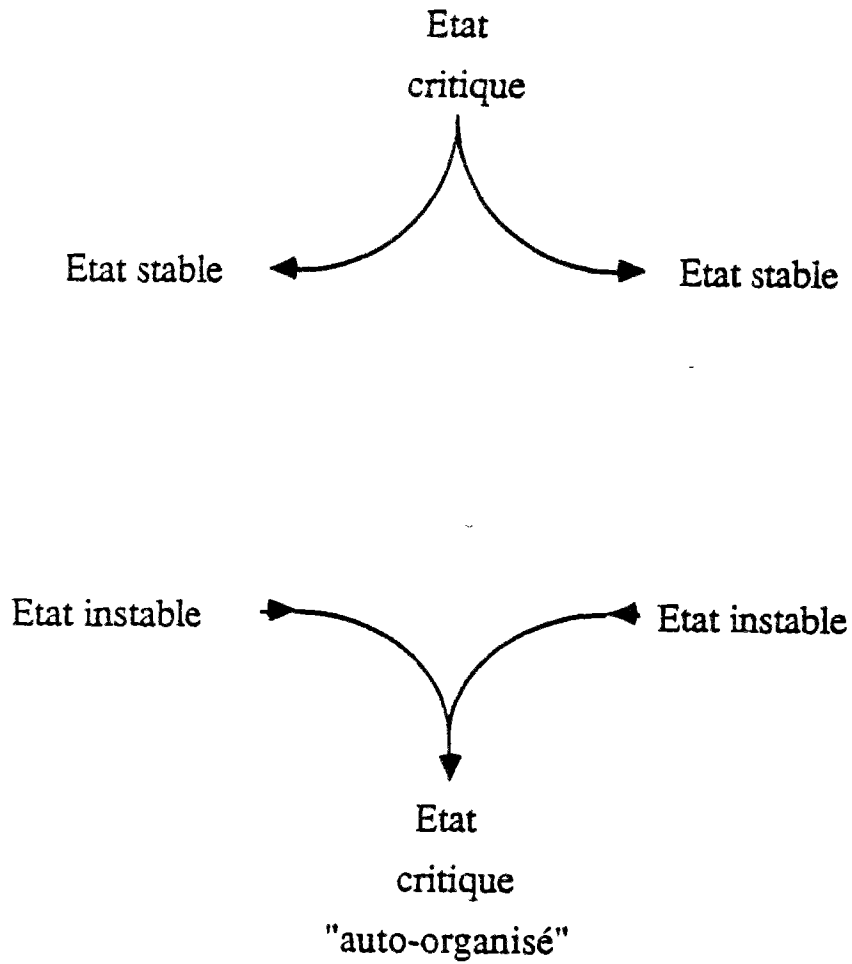 Etat
critique
Etat stable
Etat stable
Etat instable
Etat instable
Etat
critique
"auto-organisé"